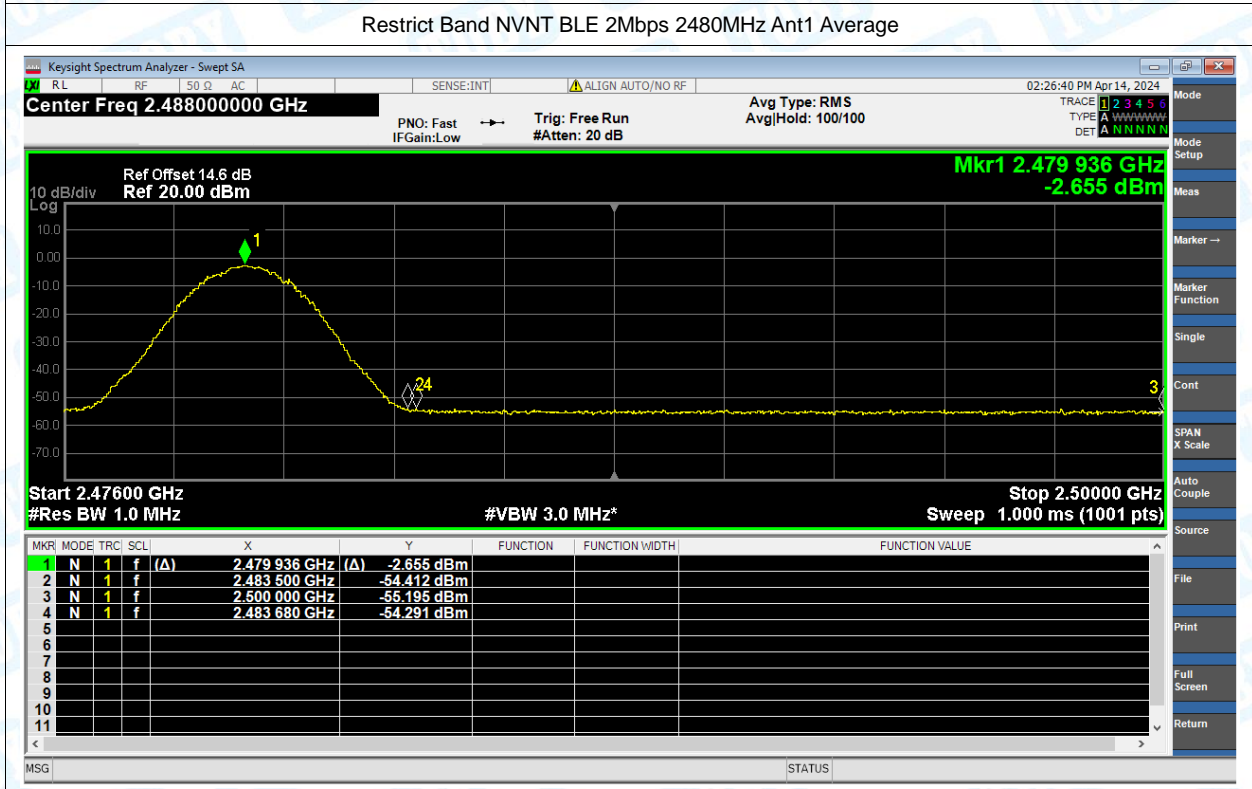 Restrict Band NVNT BLE 2Mbps 2480MHz Ant1 Average
Keysight Spectrum Analyzer - Swept SA
LXI RL RF 50 Ω AC SENSE:INT ALIGN AUTO/NO RF 02:26:40 PM Apr 14, 2024
Center Freq 2.488000000 GHz
PNO: Fast
IFGain:Low
Trig: Free Run
#Atten: 20 dB
Avg Type: RMS
Avg|Hold: 100/100
TRACE 1 2 3 4 5 6
TYPE A WWWWW
DET A N N N N N
Ref Offset 14.6 dB
10 dB/div Ref 20.00 dBm
Log
Mkr1 2.479 936 GHz
-2.655 dBm
10.0
0.00
-10.0
-20.0
-30.0
-40.0
-50.0
-60.0
-70.0
1
2 4
3
Start 2.47600 GHz Stop 2.50000 GHz
#Res BW 1.0 MHz #VBW 3.0 MHz* Sweep 1.000 ms (1001 pts)
MKR MODE TRC SCL X Y FUNCTION FUNCTION WIDTH FUNCTION VALUE
1 N 1 f (Δ) 2.479 936 GHz (Δ) -2.655 dBm
2 N 1 f 2.483 500 GHz -54.412 dBm
3 N 1 f 2.500 000 GHz -55.195 dBm
4 N 1 f 2.483 680 GHz -54.291 dBm
5
6
7
8
9
10
11
MSG STATUS
Mode
Mode
Setup
Meas
Marker →
Marker
Function
Single
Cont
SPAN
X Scale
Auto
Couple
Source
File
Print
Full
Screen
Return